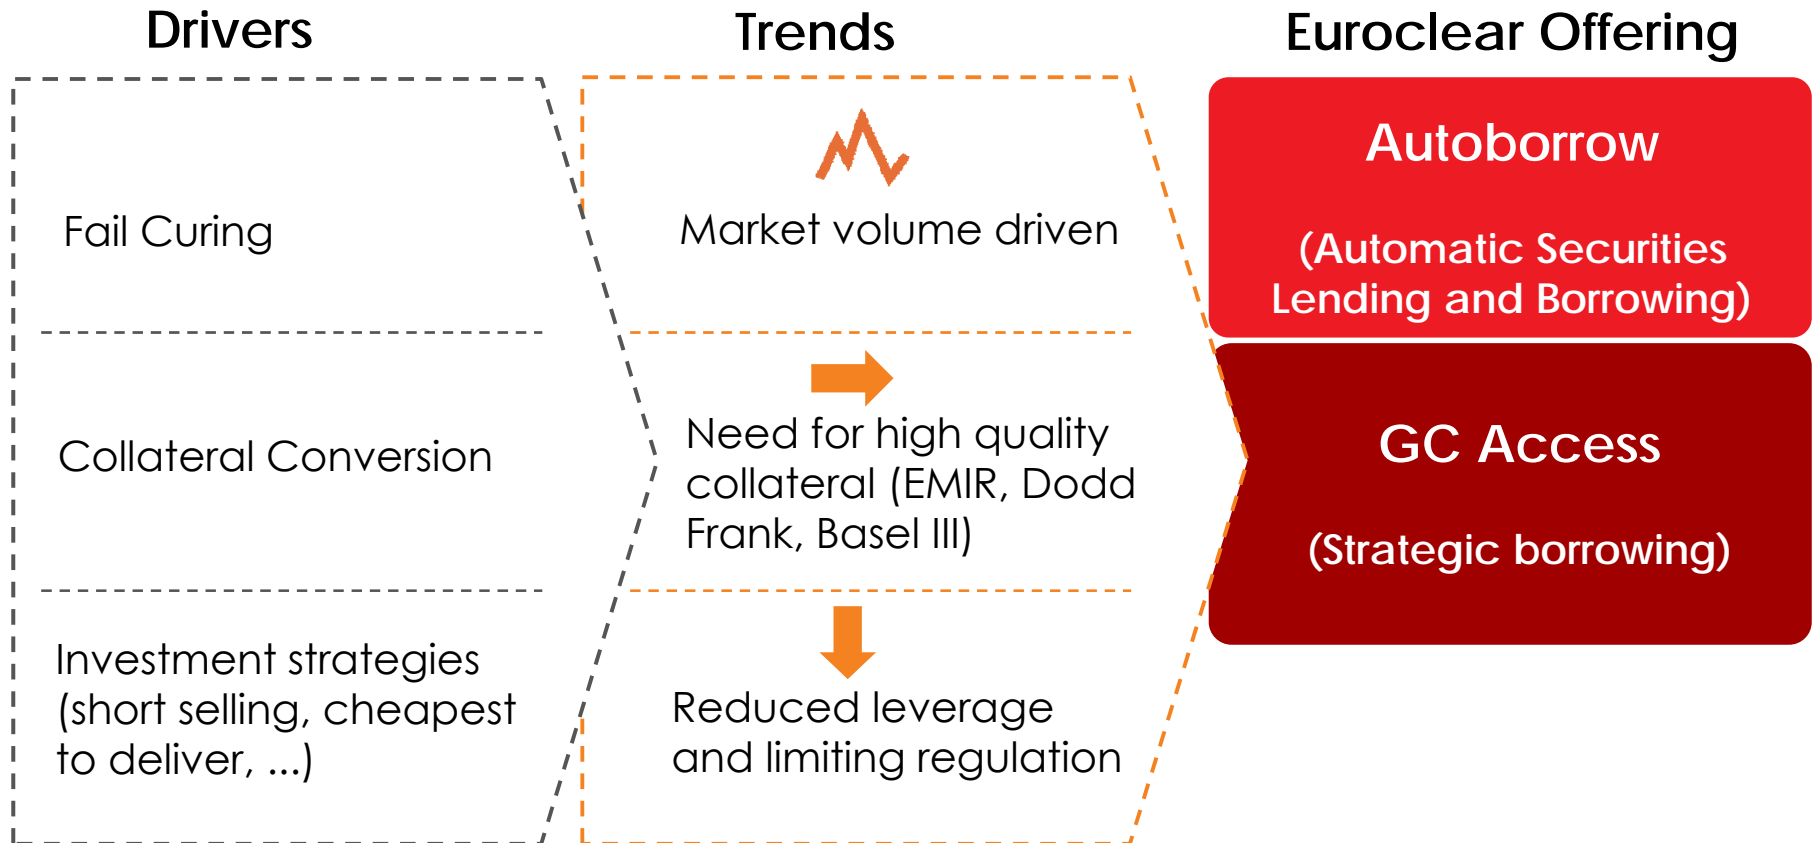 Drivers
Trends
Euroclear Offering
Fail Curing
Market volume driven
Autoborrow
(Automatic Securities
Lending and Borrowing)
Collateral Conversion
Need for high quality
collateral (EMIR, Dodd
Frank, Basel III)
GC Access
(Strategic borrowing)
Investment strategies
(short selling, cheapest
to deliver, ...)
Reduced leverage
and limiting regulation